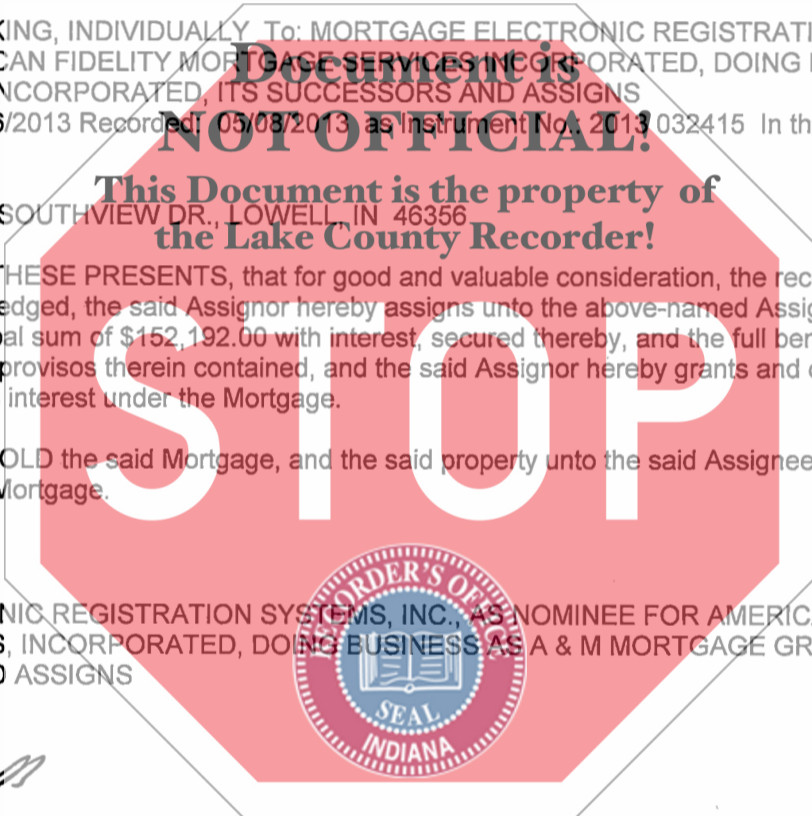 KING, INDIVIDUALLY To: MORTGAGE ELECTRONIC REGISTRATI
CAN FIDELITY MORTGAGE SERVICES INCORPORATED, DOING
Document is
NCORPORATED, ITS SUCCESSORS AND ASSIGNS
/2013 Recorded: 05/08/2013 as Instrument No.: 2013 032415 In th
NOT OFFICIAL!
This Document is the property of
SOUTHVIEW DR., LOWELL, IN 46356
the Lake County Recorder!
HESE PRESENTS, that for good and valuable consideration, the rec
edged, the said Assignor hereby assigns unto the above-named Assig
al sum of $152,192.00 with interest, secured thereby, and the full ben
provisos therein contained, and the said Assignor hereby grants and
interest under the Mortgage.
STOP
OLD the said Mortgage, and the said property unto the said Assignee
Mortgage.
RECORDER'S OFFICE
NIC REGISTRATION SYSTEMS, INC., AS NOMINEE FOR AMERIC
S, INCORPORATED, DOING BUSINESS AS A & M MORTGAGE GR
ASSIGNS
SEAL
INDIANA